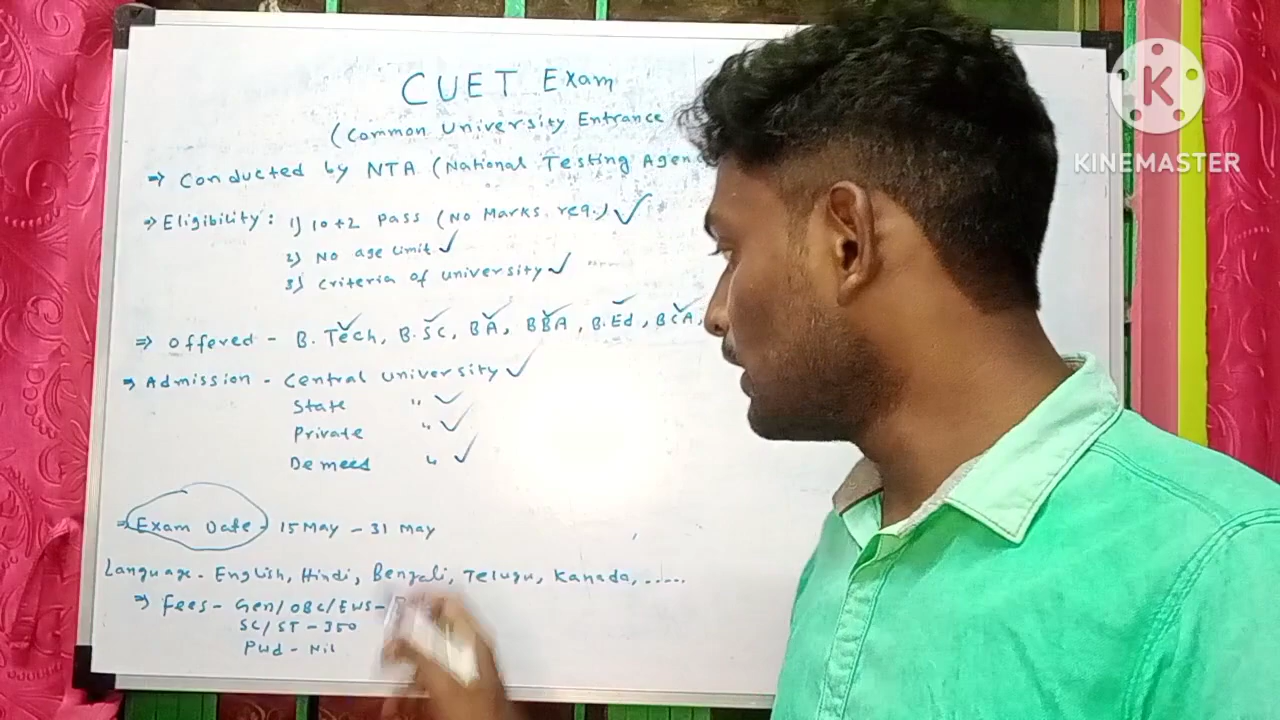 CUET Exam
(Common University Entrance
⇒ Conducted by NTA (National Testing Agenc
⇒ Eligibility: 1) 10+2 pass (No Marks req.) ✓
2) No age limit ✓
3) Criteria of university ✓
⇒ offered - B. Tech, B. SC, BA, BBA, B.Ed, BCA,
⇒ Admission - Central university ✓
State " ✓
Private " ✓
Demeed " ✓
⇒ Exam Date - 15 May - 31 May
Language - English, Hindi, Bengali, Telugu, Kanada, ......
⇒ fees - Gen/OBC/EWS -
SC/ST - 350
Pwd - Nil
K
KINEMASTER